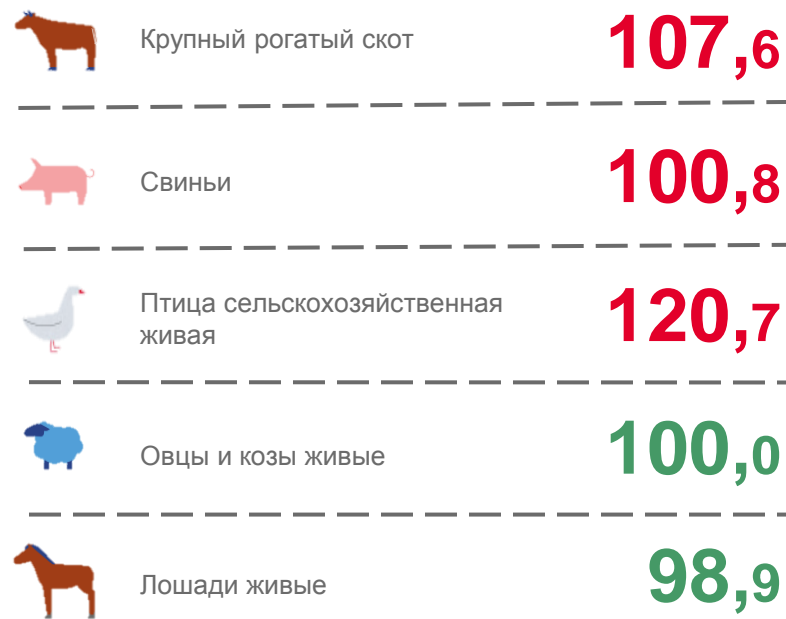 Крупный рогатый скот
107,6
Свиньи
100,8
Птица сельскохозяйственная
живая
120,7
Овцы и козы живые
100,0
Лошади живые
98,9